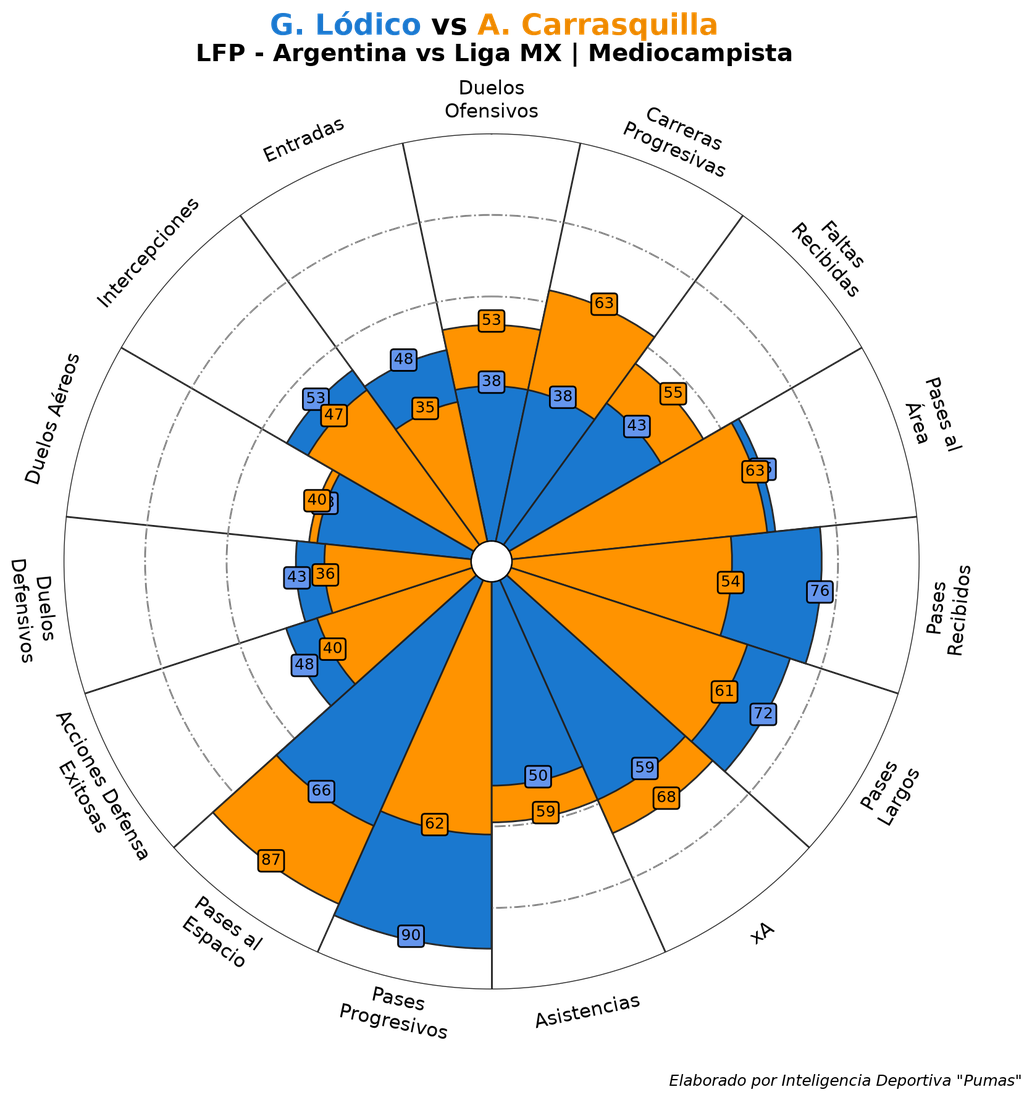 G. Lódico vs A. Carrasquilla
LFP - Argentina vs Liga MX | Mediocampista
Duelos
Ofensivos
Carreras
Progresivas
Faltas
Recibidas
Pases al
Área
Pases
Recibidos
Pases
Largos
xA
Asistencias
Pases
Progresivos
Pases al
Espacio
Acciones Defensa
Exitosas
Duelos
Defensivos
Duelos Aéreos
Intercepciones
Entradas
53
38
63
38
55
43
63
54
76
61
72
59
68
50
59
62
90
66
87
40
48
43
36
40
53
47
48
35
Elaborado por Inteligencia Deportiva "Pumas"